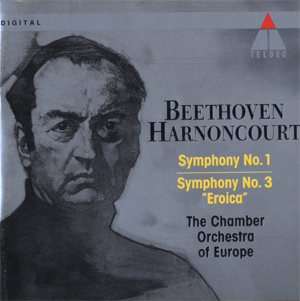 DIGITAL
TELDEC
BEETHOVEN
HARNONCOURT
Symphony No. 1
Symphony No. 3
"Eroica"
The Chamber
Orchestra
of Europe